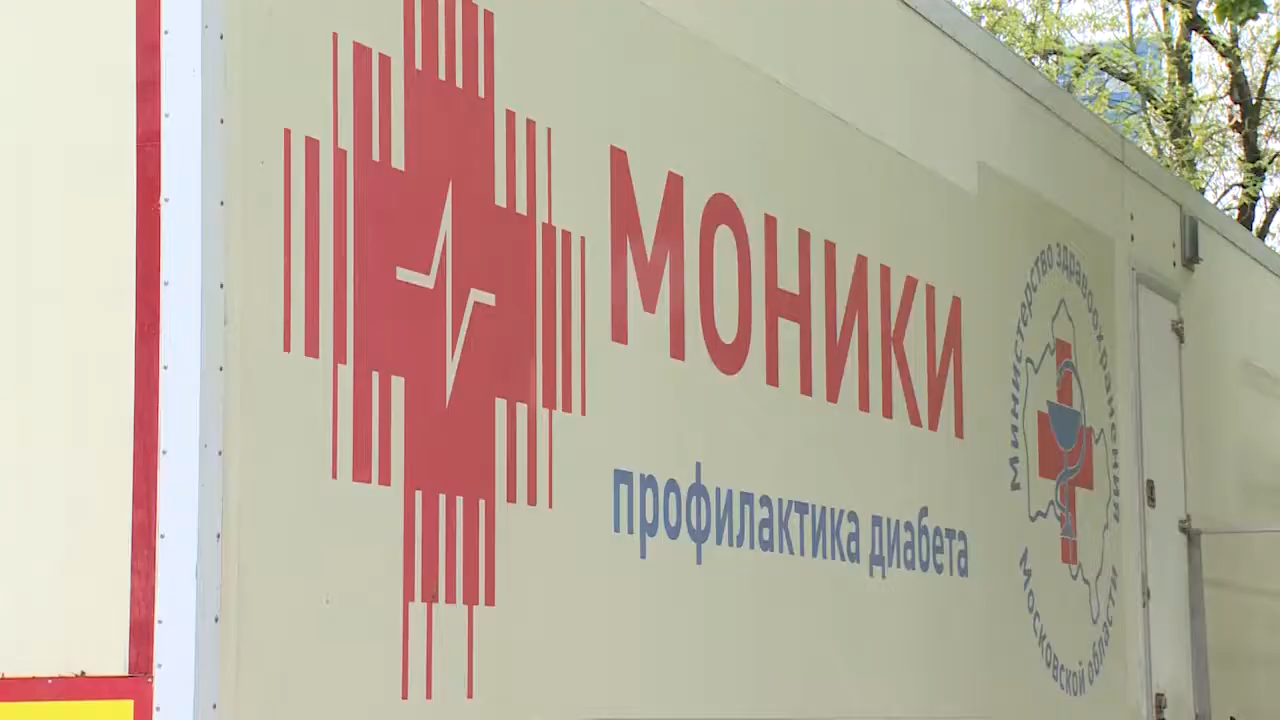 МОНИКИ
профилактика диабета
Министерство здравоохранения
Московской области